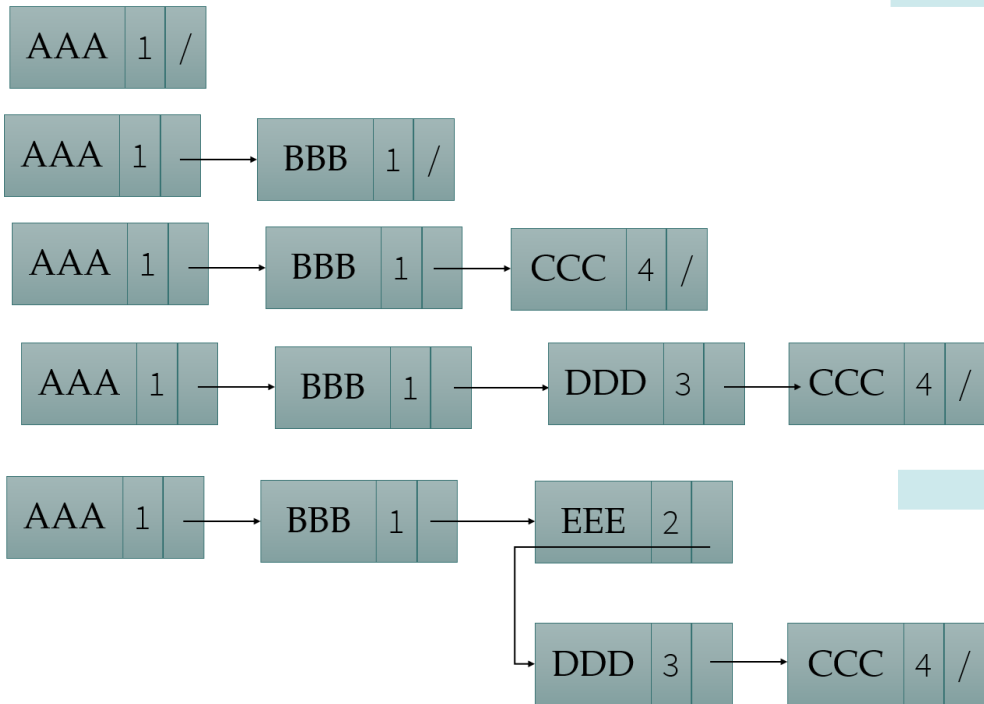 AAA 1 /
AAA 1 BBB 1 /
AAA 1 BBB 1 CCC 4 /
AAA 1 BBB 1 DDD 3 CCC 4 /
AAA 1 BBB 1 EEE 2
DDD 3 CCC 4 /